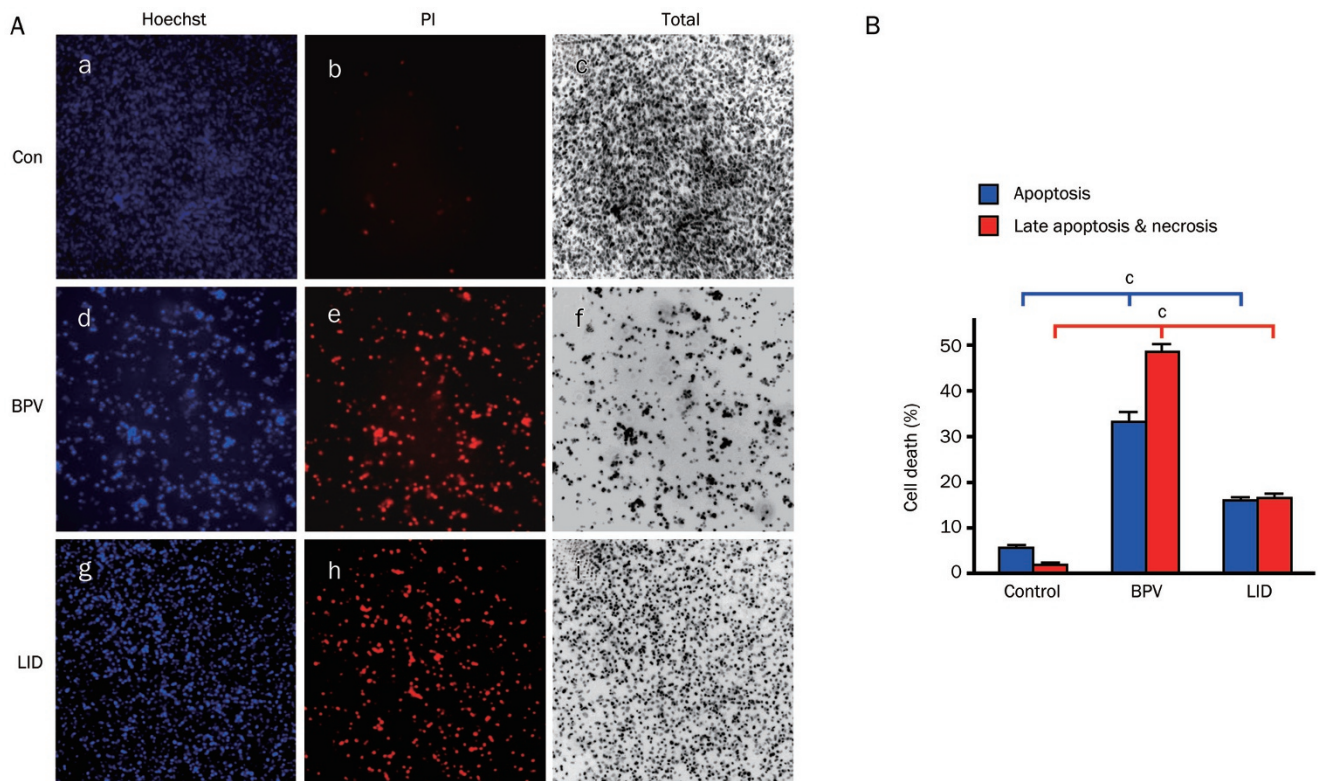 A
Hoechst PI Total
B
Con
a b c
BPV
d e f
LID
g h i
Apoptosis
Late apoptosis & necrosis
c
c
Cell death (%)
50
40
30
20
10
0
Control BPV LID